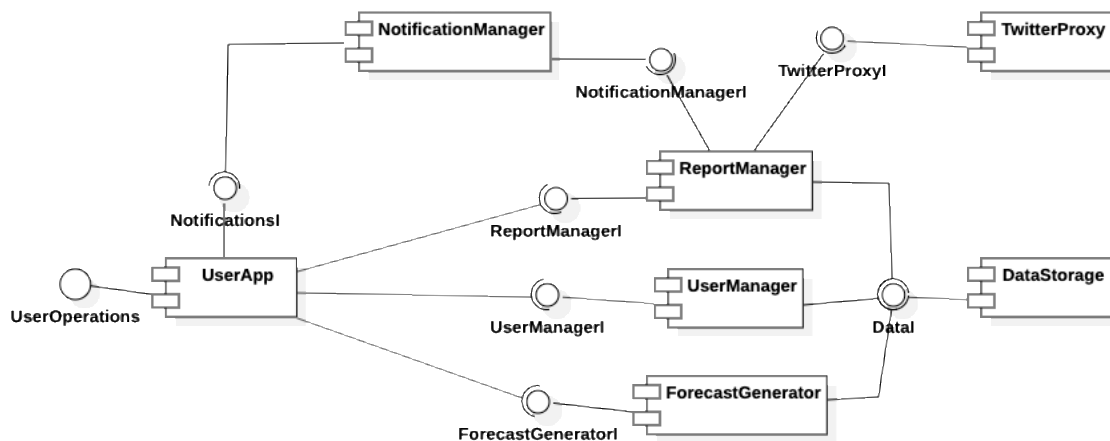 NotificationManager
TwitterProxy
TwitterProxyI
NotificationManagerI
ReportManager
NotificationsI
ReportManagerI
UserApp
DataStorage
UserManager
UserOperations
UserManagerI
DataI
ForecastGenerator
ForecastGeneratorI